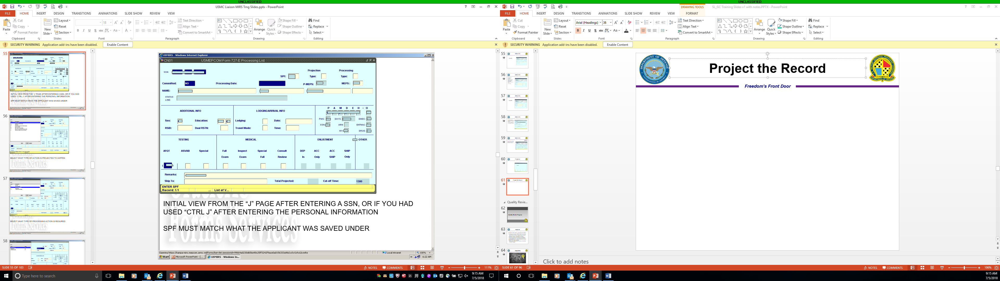 UNCLASSIFIED
USMC Liaison MIRS Trng Slides.pptx - PowerPoint
FILE HOME INSERT DESIGN TRANSITIONS ANIMATIONS SLIDE SHOW REVIEW VIEW
Cut
Copy
Format Painter
Paste
Clipboard
New Slide
Layout
Reset
Section
Slides
18
Font
Text Direction
Align Text
Convert to SmartArt
Paragraph
Arrange
Quick Styles
Shape Fill
Shape Outline
Shape Effects
Drawing
Find
Replace
Select
Editing
SECURITY WARNING Application add-ins have been disabled. Enable Content
55
INITIAL VIEW FROM THE "J" PAGE AFTER ENTERING A SSN, OR IF YOU HAD
USED "CTRL J" AFTER ENTERING THE PERSONAL INFORMATION
SPF MUST MATCH WHAT THE APPLICANT WAS SAVED UNDER
56
SELECT WHAT TYPE OF ACTION IS PROJECTED TO HAPPEN
57
SELECT WHAT TYPE OF PROCESSING ACTION IS REQUIRED
58
USMIRS - Windows Internet Explorer
CN01 USMEPCOM Form 727-E Processing List
SSN:
Projection Processing
SPF: Type: Type:
Committed: NO Processing Date: P-MEPS: MEPS :
NAME:
STATUS
LINE:
ADDITIONAL INFO LODGING/ARRIVAL INFO
P A M D E H - O
PMS: DAYS: DMDC:
Sex: Education: Lodging: Date:
SSN: ARN: ENTNAC:
RSID: Dual RSTN: Travel Mode: Time:
HIV: DRUG:
TESTING MEDICAL ENLISTMENT OTHER
AFQT ASVAB Special Full Inspect Special Consult DEP ACC ACC SHIP
Exam Exam Full Review In Only SHIP Only
Remarks:
Ship To: Total Projected: Cut-off Time: 1300
ENTER SPF
Record: 1/1 ... List of V...
INITIAL VIEW FROM THE “J” PAGE AFTER ENTERING A SSN, OR IF YOU HAD
USED “CTRL J” AFTER ENTERING THE PERSONAL INFORMATION
Forms Services
SPF MUST MATCH WHAT THE APPLICANT WAS SAVED UNDER
Local intranet 100%
Start Microsoft PowerPoint - [... USMIRS - Windows In... 6:22 AM
SLIDE 55 OF 103 NOTES COMMENTS 111%
Type here to search
9:15 AM
7/5/2018
UNCLASSIFIED
DRAWING TOOLS SL_GC Training Slides v1 with notes.PPTX - PowerPoint
FILE HOME INSERT DESIGN TRANSITIONS ANIMATIONS SLIDE SHOW REVIEW VIEW FORMAT
Cut
Copy
Format Painter
Paste
Clipboard
New Slide
Layout
Reset
Section
Slides
Arial (Headings) 36
Font
Text Direction
Align Text
Convert to SmartArt
Paragraph
Arrange
Quick Styles
Shape Fill
Shape Outline
Shape Effects
Drawing
Find
Replace
Select
Editing
SECURITY WARNING Application add-ins have been disabled. Enable Content
55
56
57
58
59
60
61
Quality Revie...
62
63
64
DEPARTMENT OF DEFENSE
UNITED STATES OF AMERICA
Project the Record
Freedom's Front Door
Click to add notes
SLIDE 61 OF 96 NOTES COMMENTS 106%
9:15 AM
7/5/2018